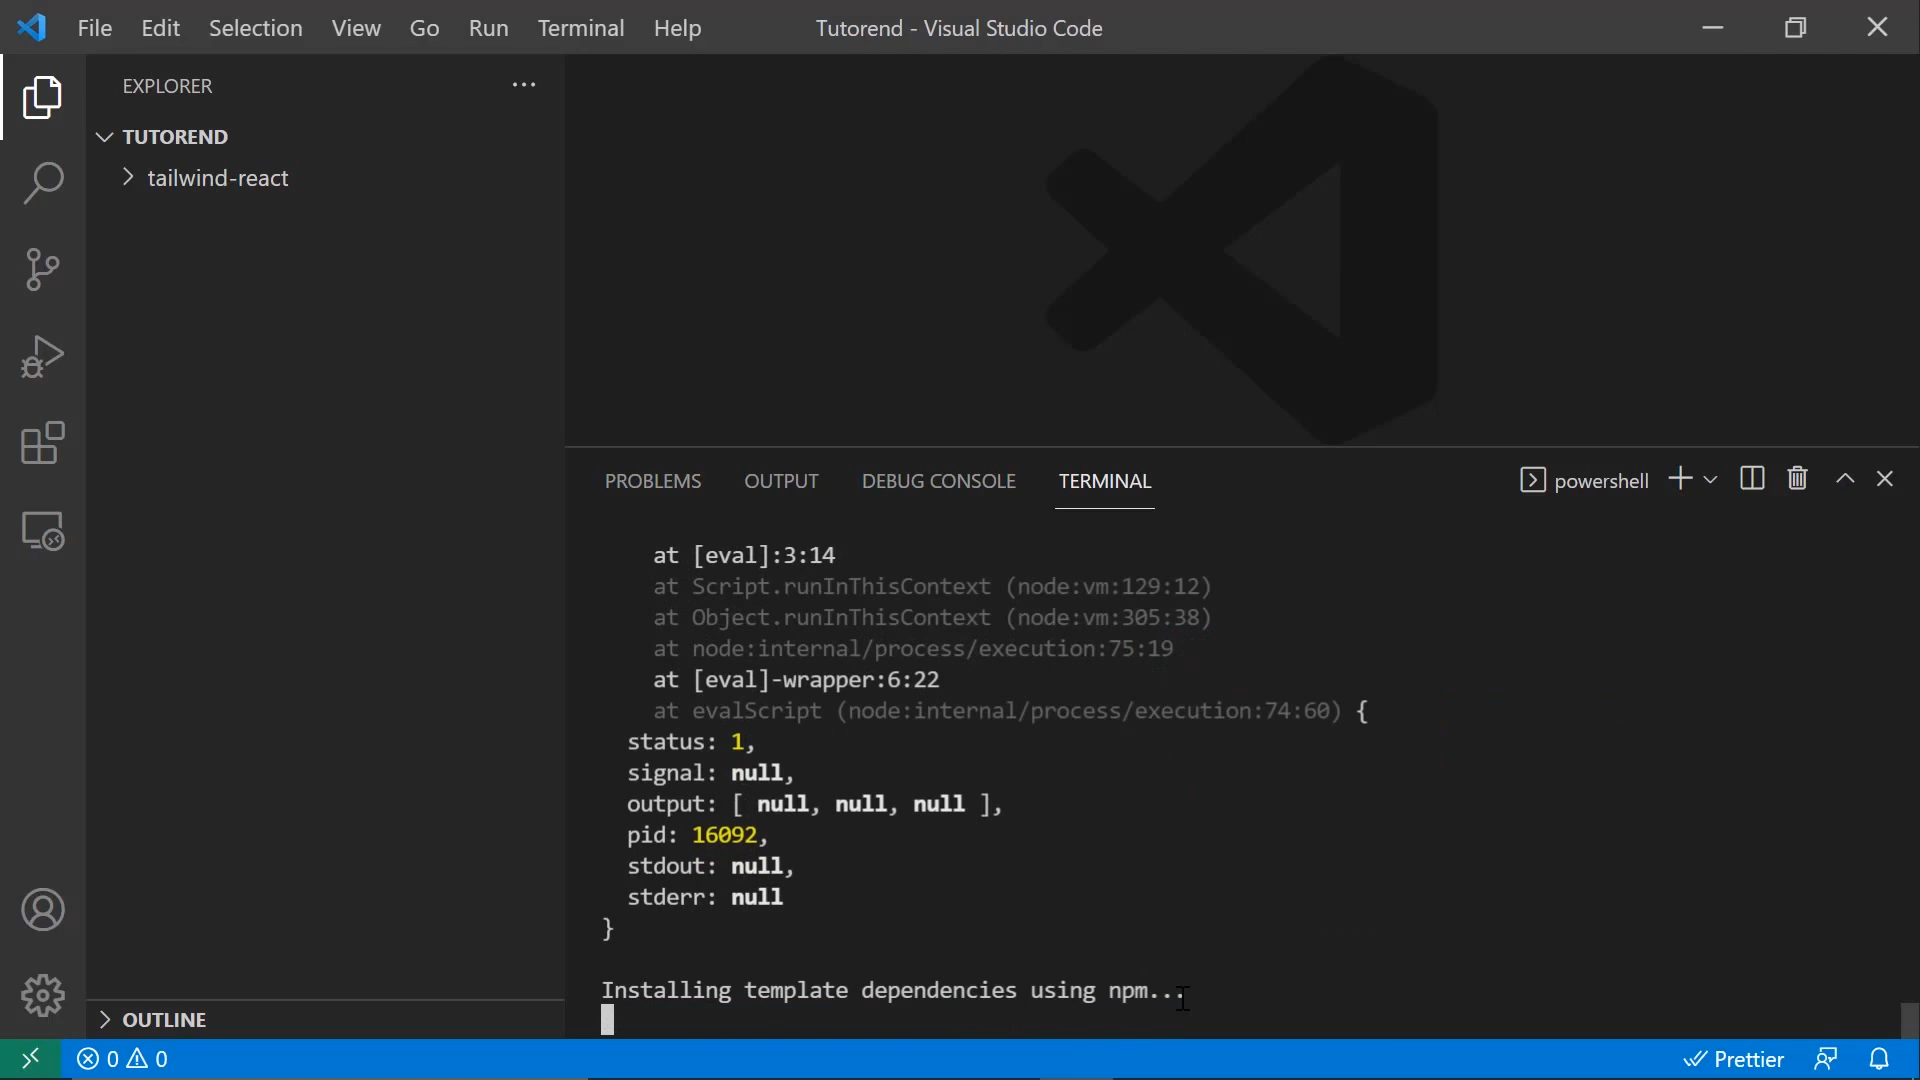 File Edit Selection View Go Run Terminal Help
Tutorend - Visual Studio Code
EXPLORER
TUTOREND
tailwind-react
OUTLINE
PROBLEMS OUTPUT DEBUG CONSOLE TERMINAL
powershell
at [eval]:3:14
at Script.runInThisContext (node:vm:129:12)
at Object.runInThisContext (node:vm:305:38)
at node:internal/process/execution:75:19
at [eval]-wrapper:6:22
at evalScript (node:internal/process/execution:74:60) {
status: 1,
signal: null,
output: [ null, null, null ],
pid: 16092,
stdout: null,
stderr: null
}
Installing template dependencies using npm...
0 0
Prettier